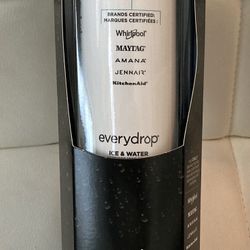 BRANDS CERTIFIED:
MARQUES CERTIFIÉES :
Whirlpool
MAYTAG
AMANA
JENNAIR
KitchenAid
everydrop
ICE & WATER